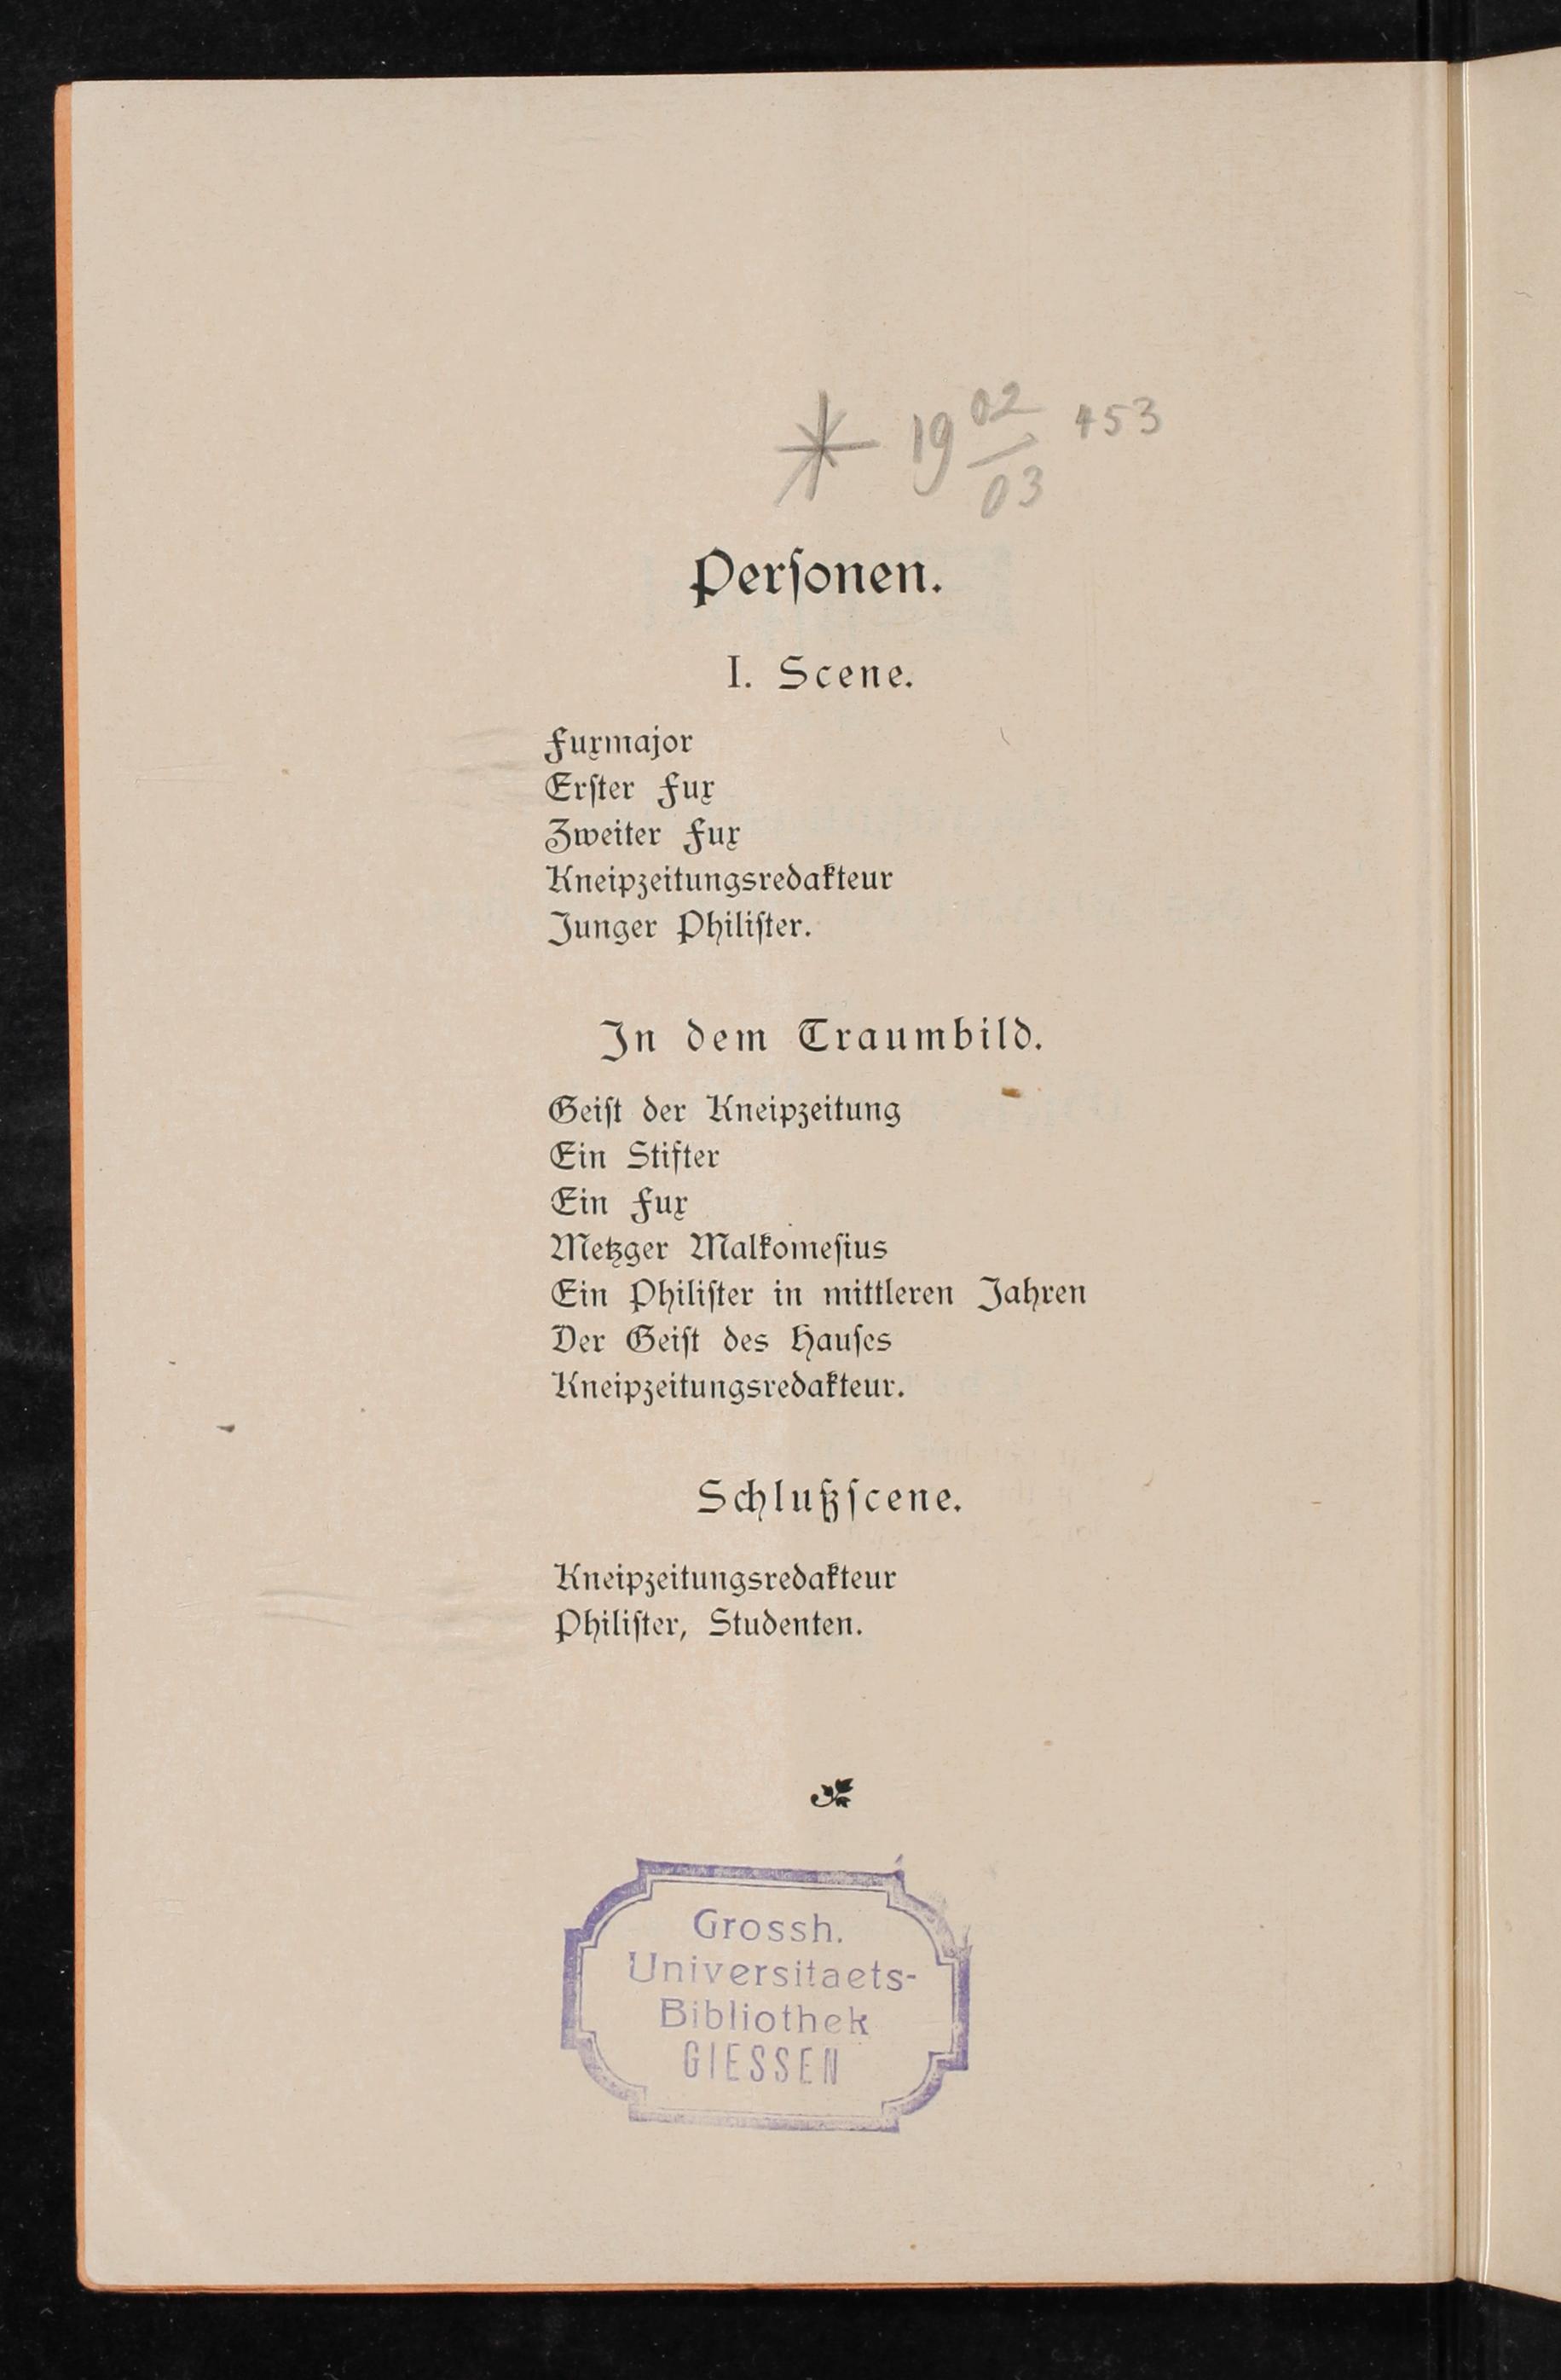 * 19 02/03 453
Perſonen.
I. Scene.
Fuxmajor
Erſter Fux
Zweiter Fux
Kneipzeitungsredakteur
Junger Philiſter.
In dem Traumbild.
Geiſt der Kneipzeitung
Ein Stifter
Ein Fux
Metzger Malkomeſius
Ein Philiſter in mittleren Jahren
Der Geiſt des Hauſes
Kneipzeitungsredakteur.
Schlußſcene.
Kneipzeitungsredakteur
Philiſter, Studenten.
Grossh.
Universitaets-
Bibliothek
GIESSEN